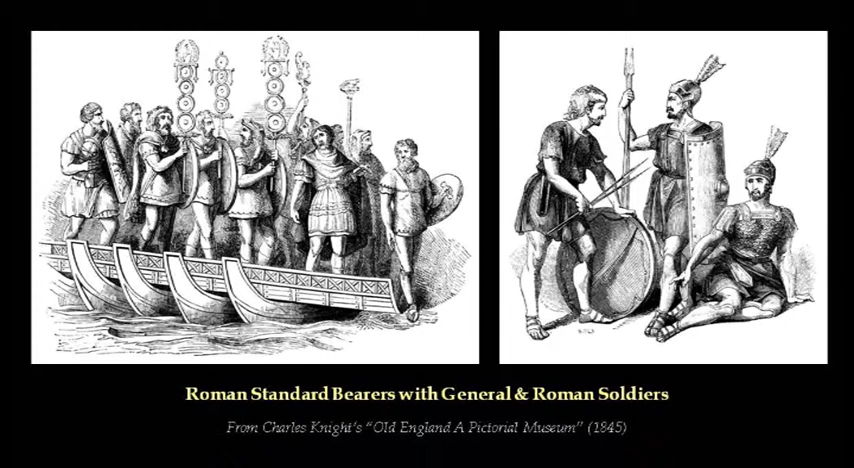 Roman Standard Bearers with General & Roman Soldiers
From Charles Knight's "Old England A Pictorial Museum" (1845)